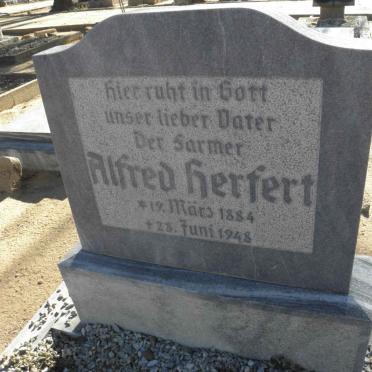 Hier ruht in Gott
unser lieber Vater
Der Farmer
Alfred Herfert
* 19. März 1884
+ 28. Juni 1948